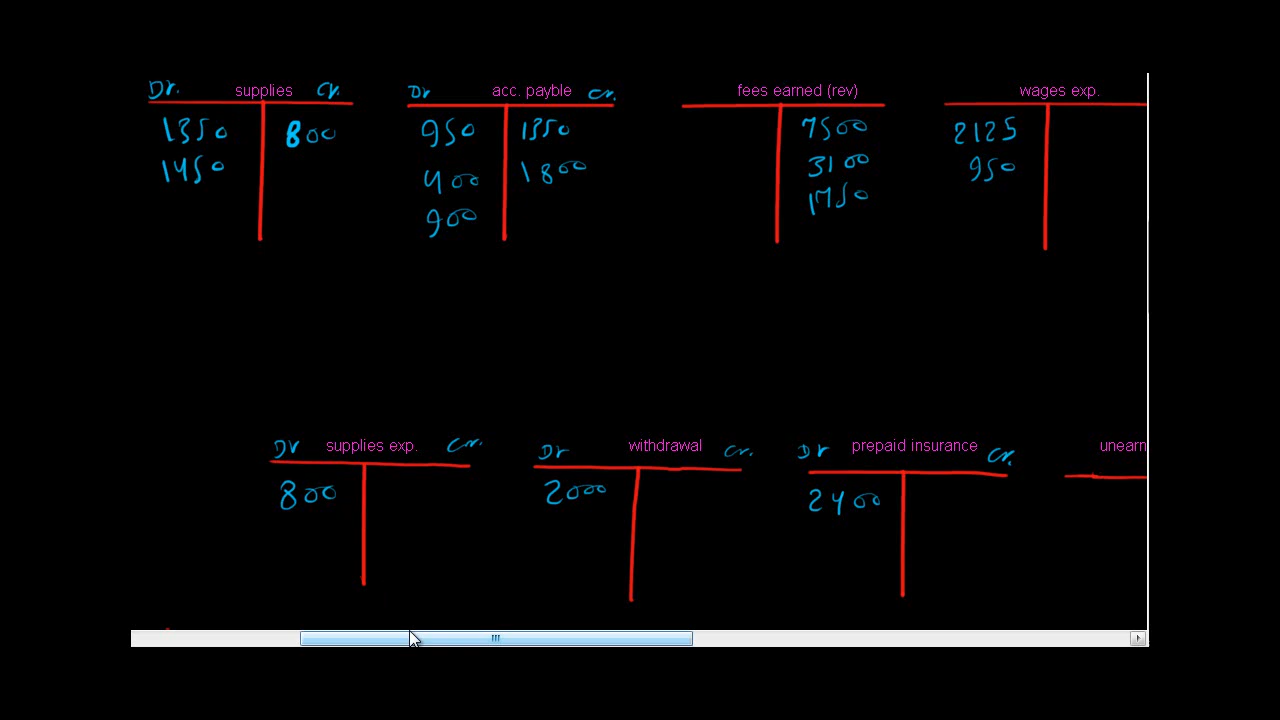 Dr. supplies Cr. Dr acc. payble Cr. fees earned (rev) wages exp.
1350 800 950 1350 7500 2125
1450 400 1800 3100 950
900 1750
Dr supplies exp. Cr. Dr withdrawal Cr. Dr prepaid insurance Cr. unearn
800 2000 2400